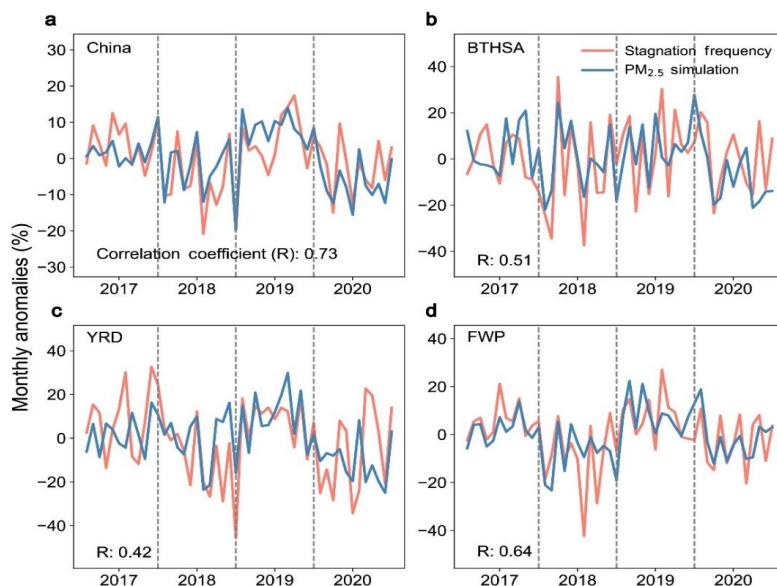 a
China
30
20
10
0
−10
−20
−30
Correlation coefficient (R): 0.73
2017 2018 2019 2020
b
BTHSA
Stagnation frequency
PM2.5 simulation
40
20
0
−20
−40
R: 0.51
2017 2018 2019 2020
Monthly anomalies (%)
c
YRD
40
20
0
−20
−40
R: 0.42
2017 2018 2019 2020
d
FWP
40
20
0
−20
−40
R: 0.64
2017 2018 2019 2020